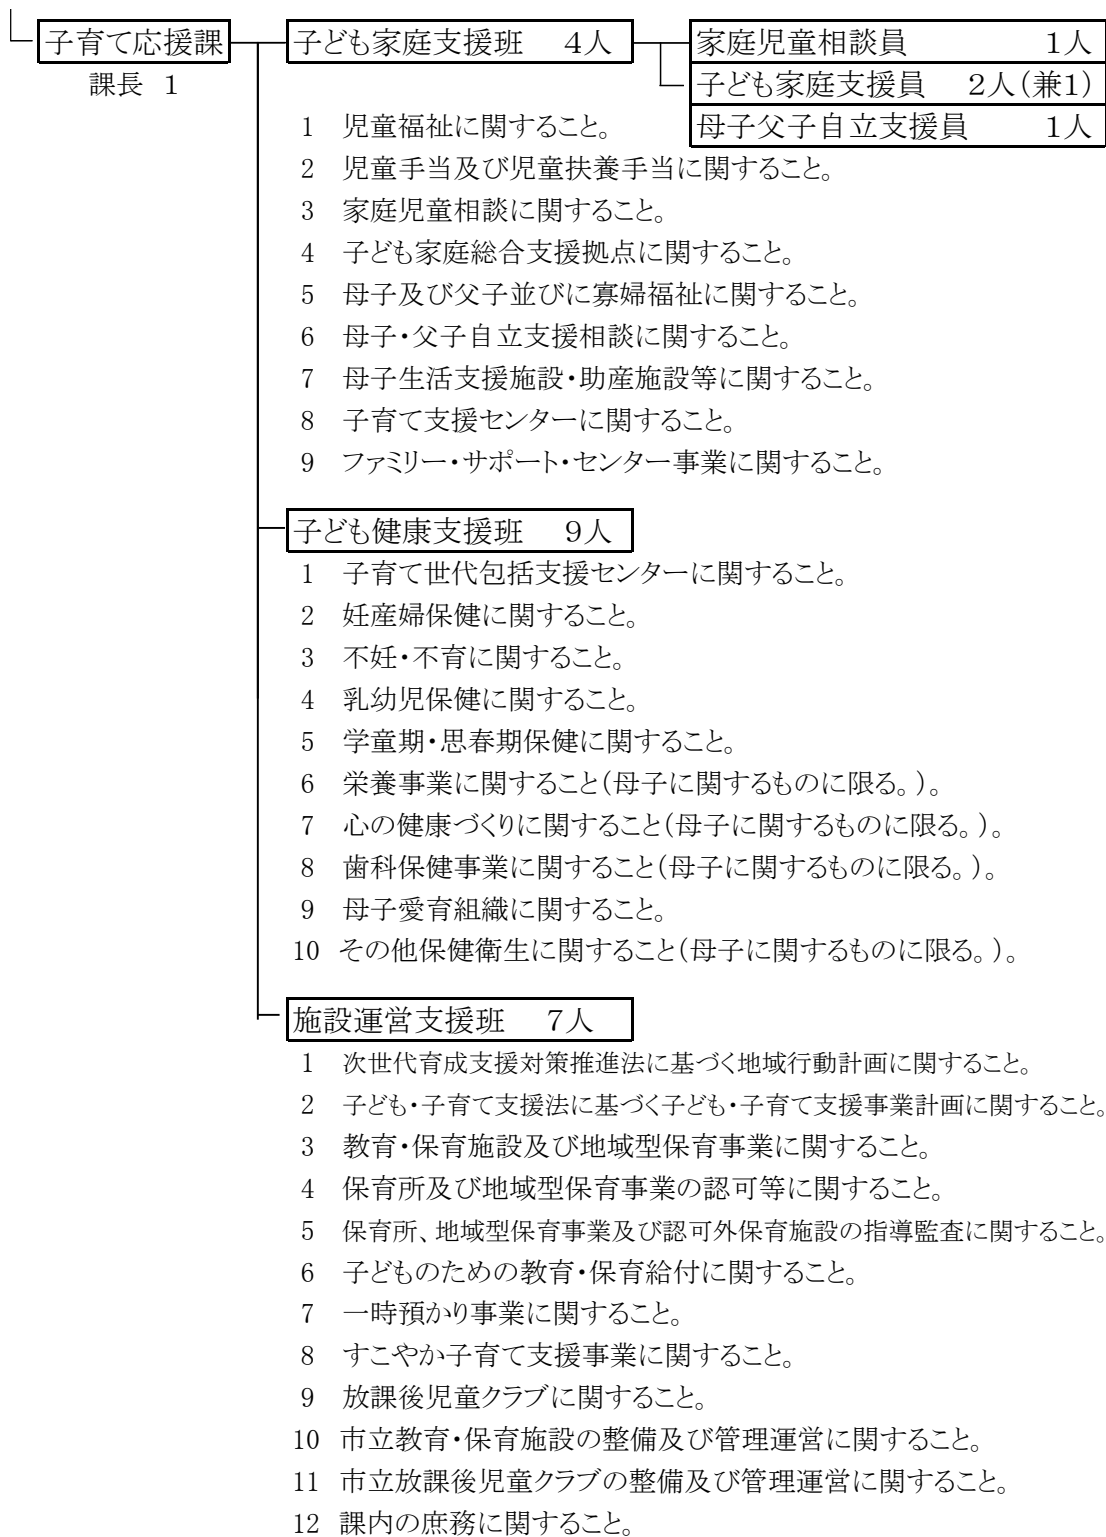 子育て応援課
課長 1
子ども家庭支援班 4人
家庭児童相談員 1人
子ども家庭支援員 2人(兼1)
母子父子自立支援員 1人
1 児童福祉に関すること。
2 児童手当及び児童扶養手当に関すること。
3 家庭児童相談に関すること。
4 子ども家庭総合支援拠点に関すること。
5 母子及び父子並びに寡婦福祉に関すること。
6 母子・父子自立支援相談に関すること。
7 母子生活支援施設・助産施設等に関すること。
8 子育て支援センターに関すること。
9 ファミリー・サポート・センター事業に関すること。
子ども健康支援班 9人
1 子育て世代包括支援センターに関すること。
2 妊産婦保健に関すること。
3 不妊・不育に関すること。
4 乳幼児保健に関すること。
5 学童期・思春期保健に関すること。
6 栄養事業に関すること(母子に関するものに限る。)。
7 心の健康づくりに関すること(母子に関するものに限る。)。
8 歯科保健事業に関すること(母子に関するものに限る。)。
9 母子愛育組織に関すること。
10 その他保健衛生に関すること(母子に関するものに限る。)。
施設運営支援班 7人
1 次世代育成支援対策推進法に基づく地域行動計画に関すること。
2 子ども・子育て支援法に基づく子ども・子育て支援事業計画に関すること。
3 教育・保育施設及び地域型保育事業に関すること。
4 保育所及び地域型保育事業の認可等に関すること。
5 保育所、地域型保育事業及び認可外保育施設の指導監査に関すること。
6 子どものための教育・保育給付に関すること。
7 一時預かり事業に関すること。
8 すこやか子育て支援事業に関すること。
9 放課後児童クラブに関すること。
10 市立教育・保育施設の整備及び管理運営に関すること。
11 市立放課後児童クラブの整備及び管理運営に関すること。
12 課内の庶務に関すること。